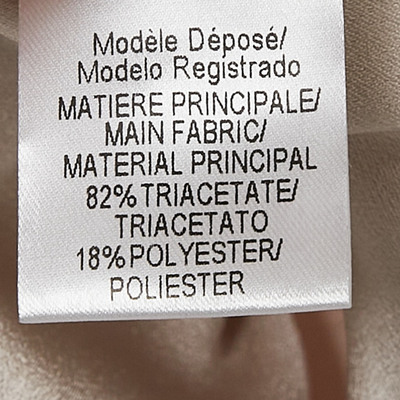 Modèle Déposé/
Modelo Registrado
MATIERE PRINCIPALE/
MAIN FABRIC/
MATERIAL PRINCIPAL
82% TRIACETATE/
TRIACETATO
18% POLYESTER/
POLIESTER